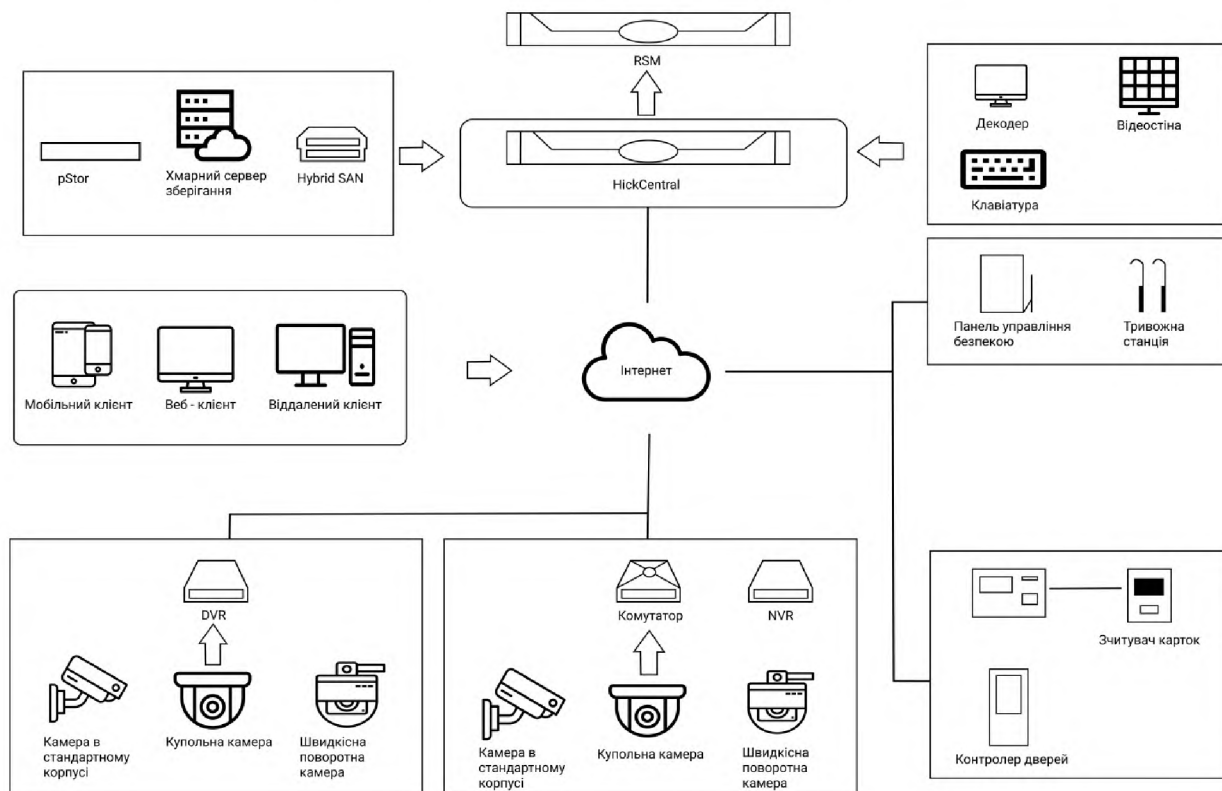 RSM
HickCentral
pStor
Хмарний сервер
зберігання
Hybrid SAN
Декодер
Відеостіна
Клавіатура
Панель управління
безпекою
Тривожна
станція
Мобільний клієнт
Веб - клієнт
Віддалений клієнт
Інтернет
DVR
Камера в
стандартному
корпусі
Купольна камера
Швидкісна
поворотна
камера
Комутатор
NVR
Камера в
стандартному
корпусі
Купольна камера
Швидкісна
поворотна
камера
Зчитувач карток
Контролер дверей